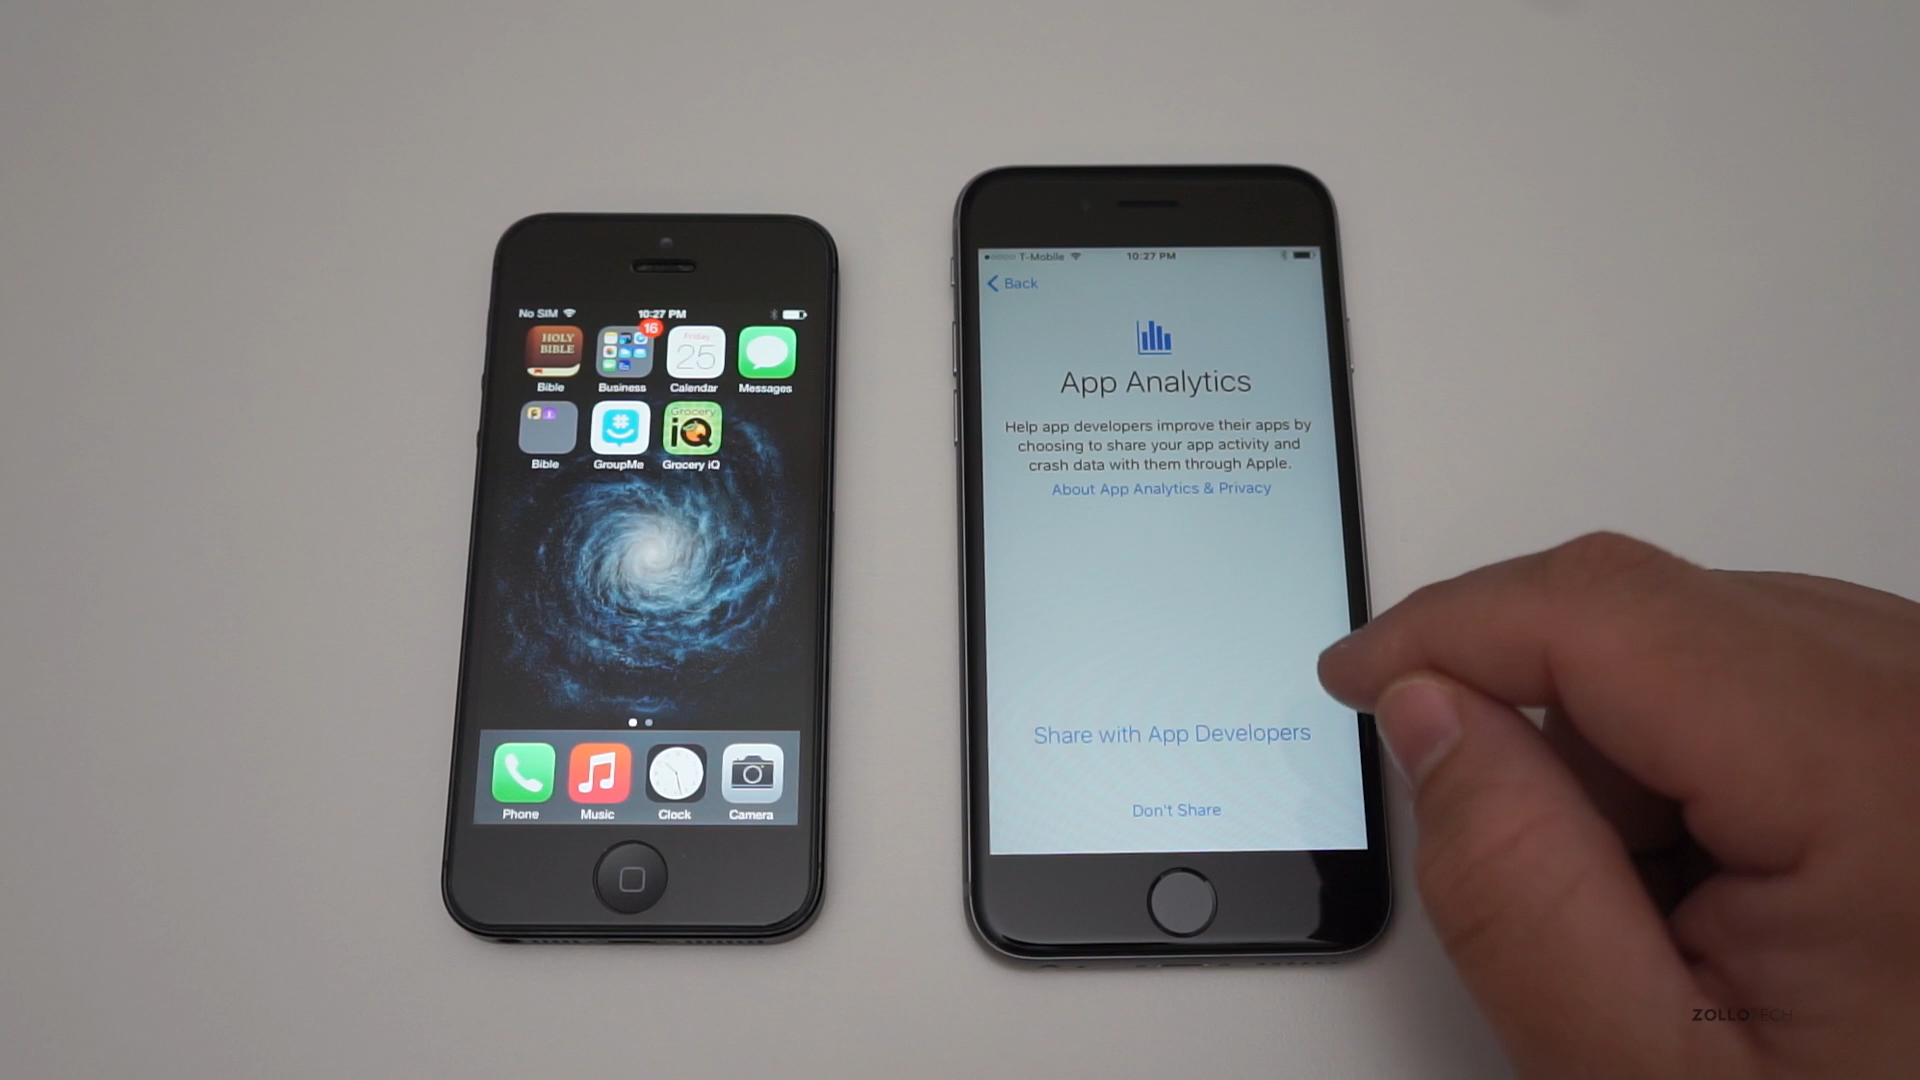 No SIM 10:27 PM
HOLY
BIBLE
16
Friday
25
Bible Business Calendar Messages
#
Grocery
iQ
Bible GroupMe Grocery iQ
Phone Music Clock Camera
T-Mobile 10:27 PM
Back
App Analytics
Help app developers improve their apps by
choosing to share your app activity and
crash data with them through Apple.
About App Analytics & Privacy
Share with App Developers
Don't Share
ZOLLOTECH